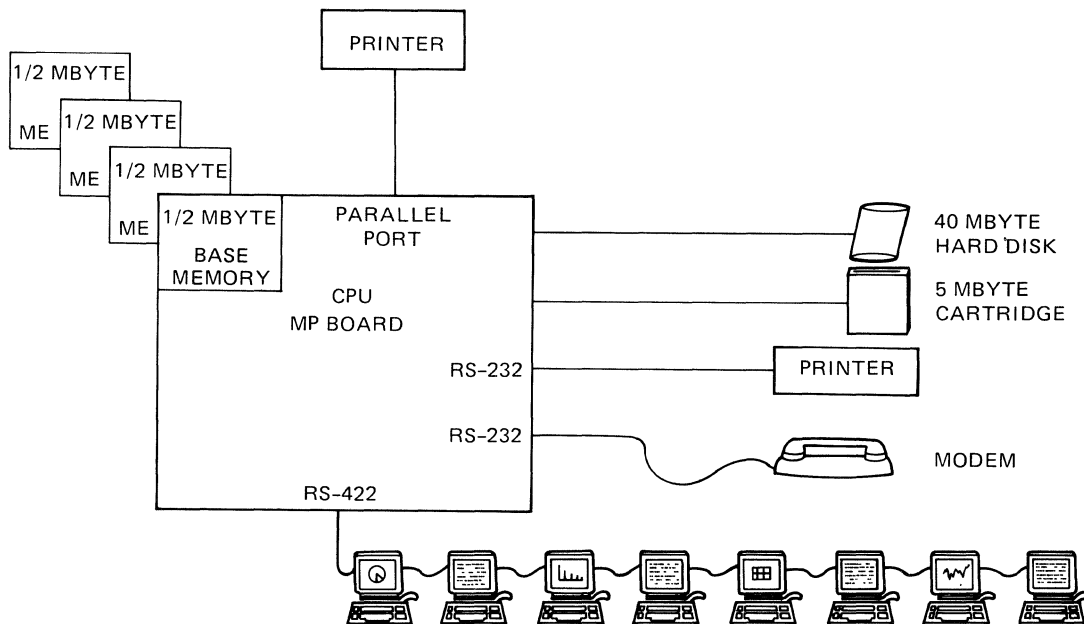 PRINTER
1/2 MBYTE
ME
1/2 MBYTE
ME
1/2 MBYTE
ME
1/2 MBYTE
BASE
MEMORY
PARALLEL
PORT
CPU
MP BOARD
40 MBYTE
HARD DISK
5 MBYTE
CARTRIDGE
RS-232
PRINTER
RS-232
MODEM
RS-422